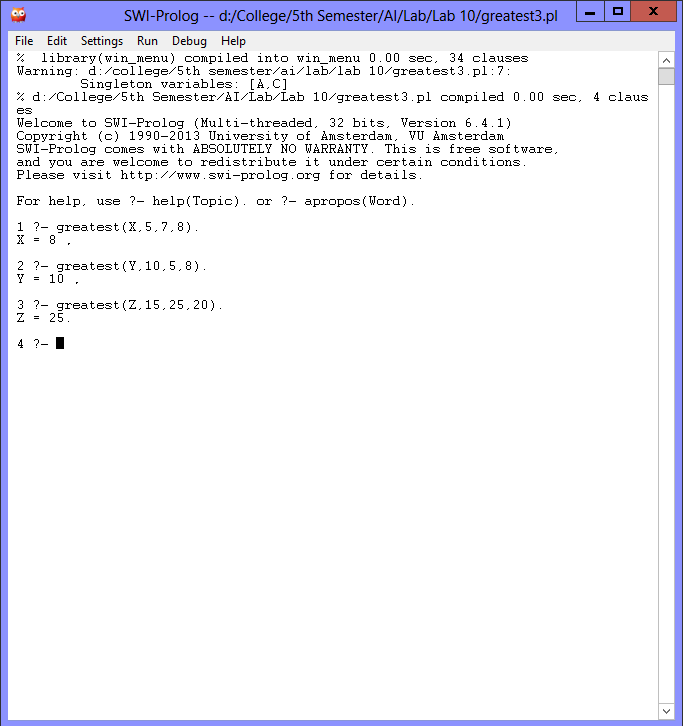 SWI-Prolog -- d:/College/5th Semester/AI/Lab/Lab 10/greatest3.pl
File Edit Settings Run Debug Help
%  library(win_menu) compiled into win_menu 0.00 sec, 34 clauses
Warning: d:/college/5th semester/ai/lab/lab 10/greatest3.pl:7:
        Singleton variables: [A,C]
% d:/College/5th Semester/AI/Lab/Lab 10/greatest3.pl compiled 0.00 sec, 4 claus
es
Welcome to SWI-Prolog (Multi-threaded, 32 bits, Version 6.4.1)
Copyright (c) 1990-2013 University of Amsterdam, VU Amsterdam
SWI-Prolog comes with ABSOLUTELY NO WARRANTY. This is free software,
and you are welcome to redistribute it under certain conditions.
Please visit http://www.swi-prolog.org for details.

For help, use ?- help(Topic). or ?- apropos(Word).

1 ?- greatest(X,5,7,8).
X = 8 .

2 ?- greatest(Y,10,5,8).
Y = 10 .

3 ?- greatest(Z,15,25,20).
Z = 25.

4 ?-